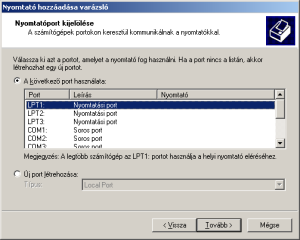 Nyomtató hozzáadása varázsló
Nyomtatóport kijelölése
A számítógépek portokon keresztül kommunikálnak a nyomtatókkal.
Válassza ki azt a portot, amelyet a nyomtató fog használni. Ha a port nincs a listán, akkor
létrehozhat egy új portot.
A következő port használata:
Port Leírás Nyomtató
LPT1: Nyomtatási port
LPT2: Nyomtatási port
LPT3: Nyomtatási port
COM1: Soros port
COM2: Soros port
COM3: Soros port
Megjegyzés: A legtöbb számítógép az LPT1: portot használja a helyi nyomtató eléréséhez.
Új port létrehozása:
Típus: Local Port
< Vissza Tovább > Mégse